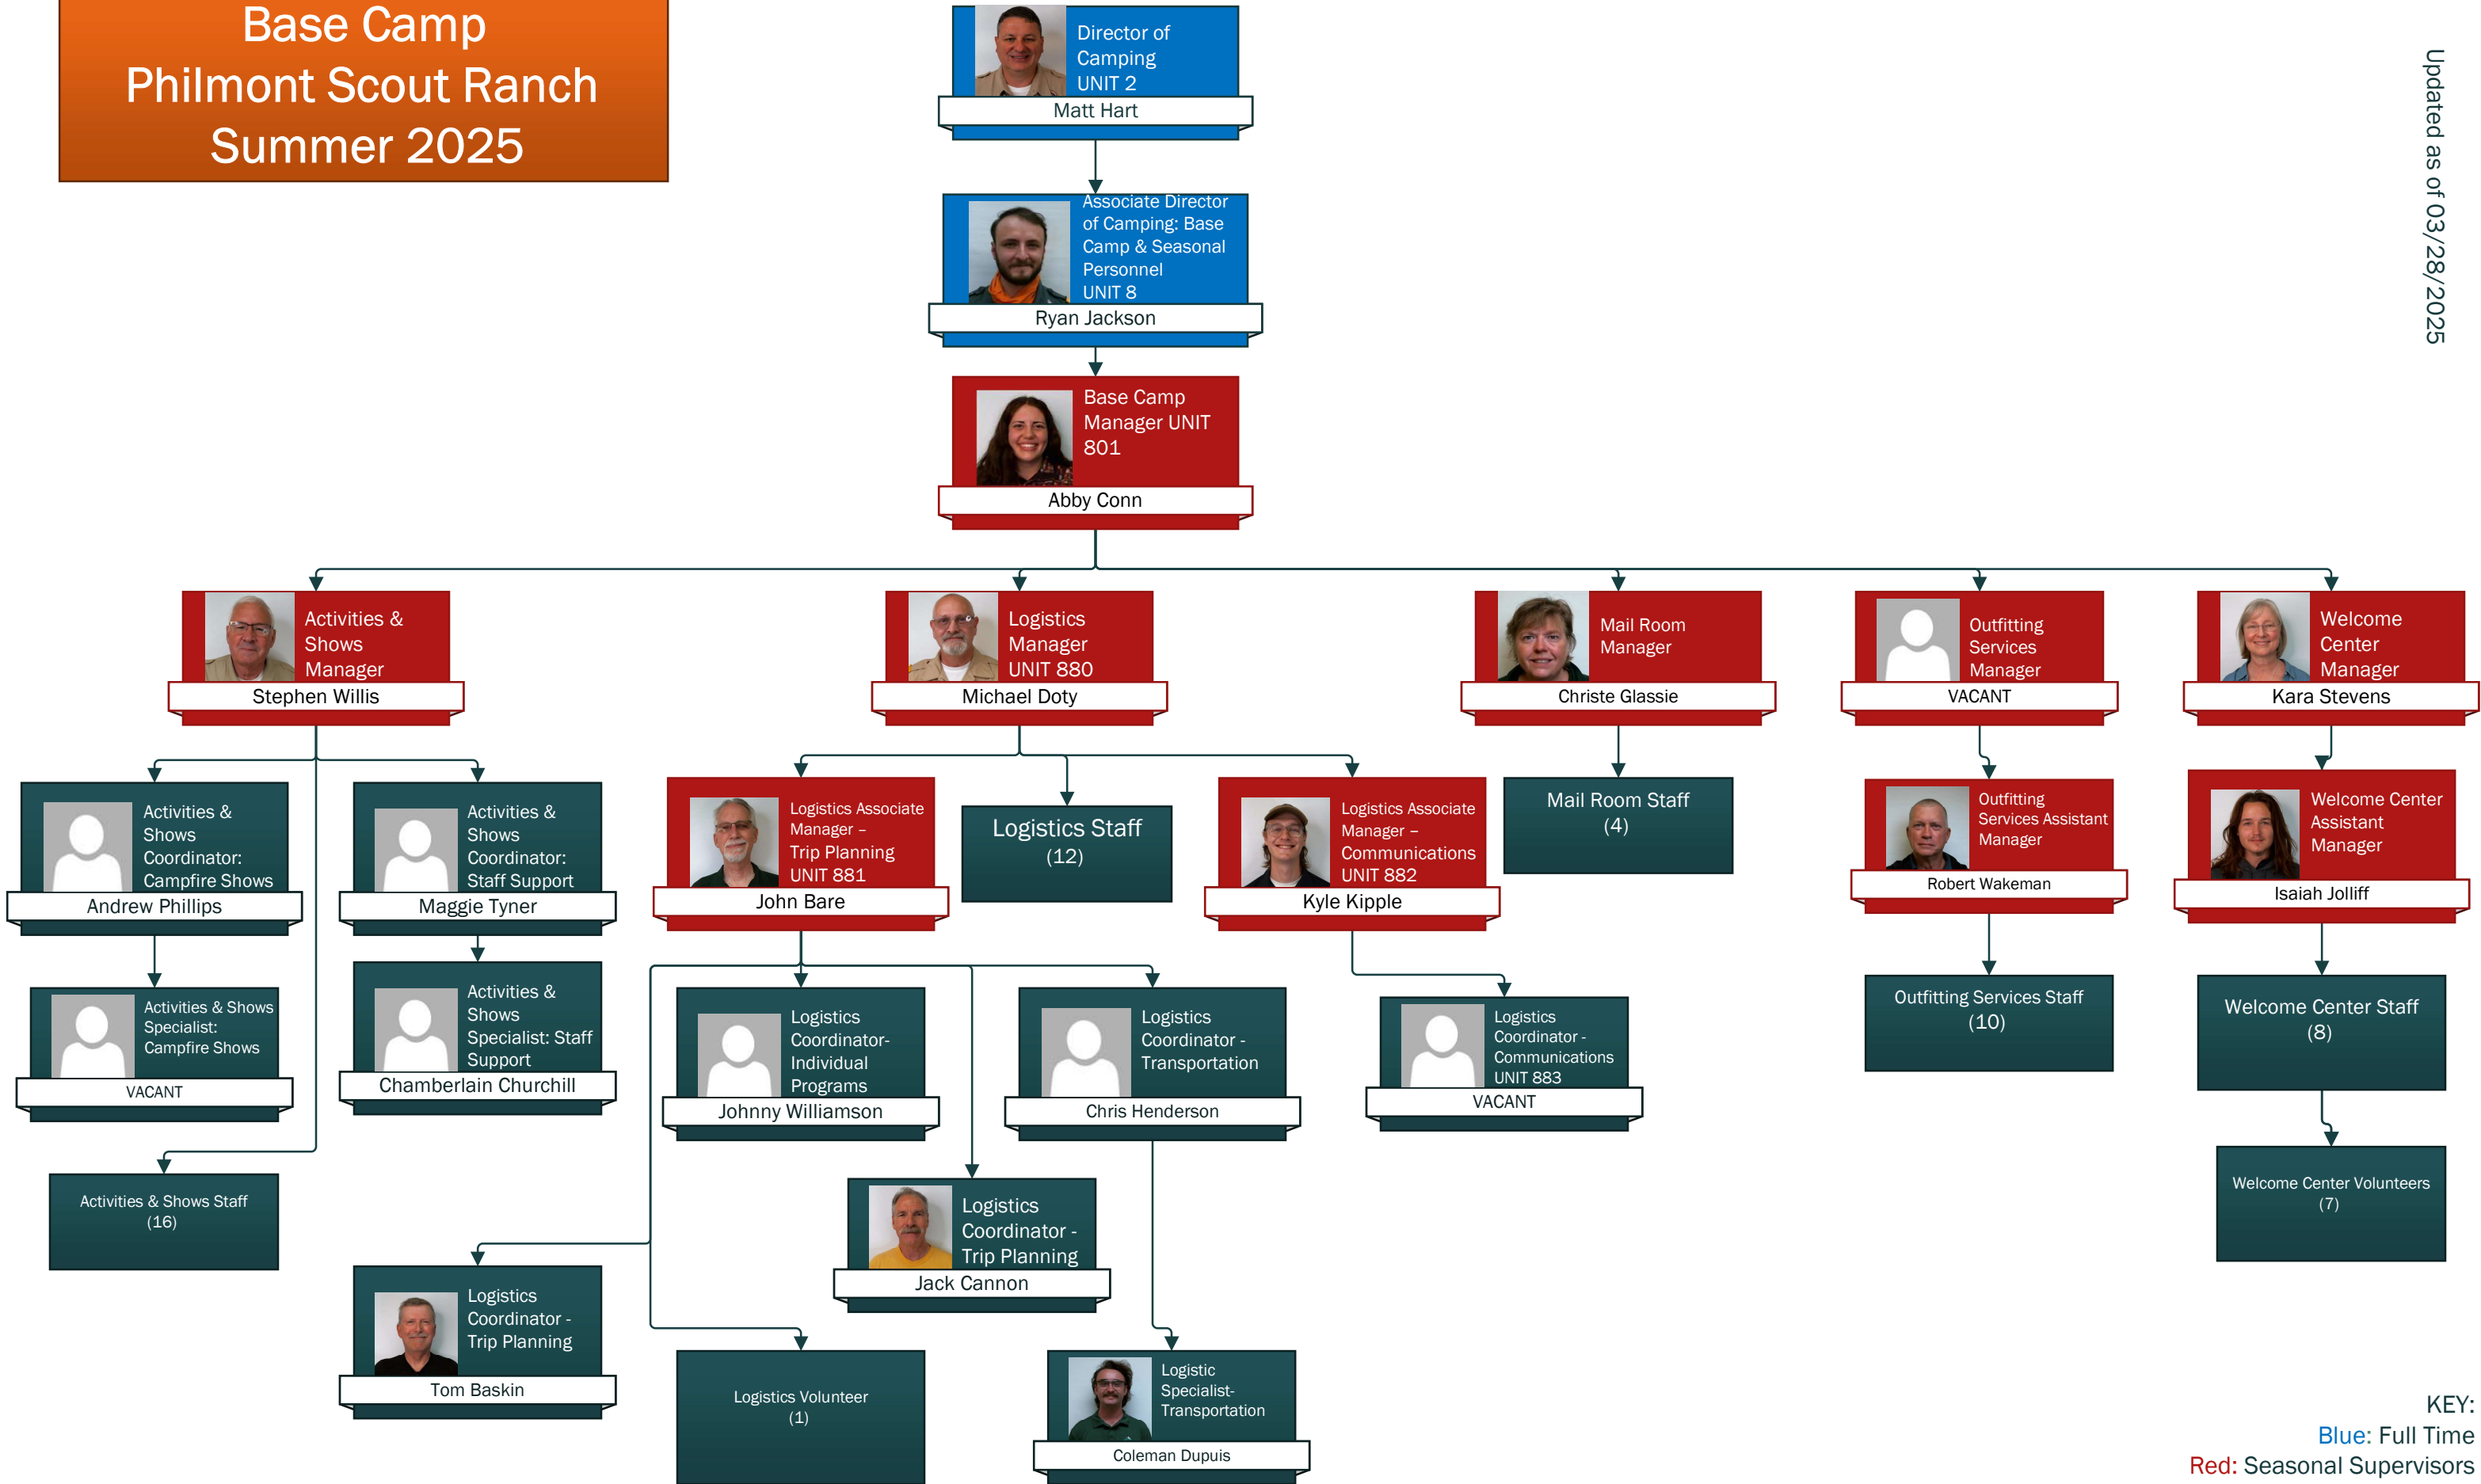 Base Camp
Philmont Scout Ranch
Summer 2025
Updated as of 03/28/2025
Director of
Camping
UNIT 2
Matt Hart
Associate Director
of Camping: Base
Camp & Seasonal
Personnel
UNIT 8
Ryan Jackson
Base Camp
Manager UNIT
801
Abby Conn
Activities &
Shows
Manager
Stephen Willis
Logistics
Manager
UNIT 880
Michael Doty
Mail Room
Manager
Christe Glassie
Outfitting
Services
Manager
VACANT
Welcome
Center
Manager
Kara Stevens
Activities &
Shows
Coordinator:
Campfire Shows
Andrew Phillips
Activities &
Shows
Coordinator:
Staff Support
Maggie Tyner
Logistics Associate
Manager –
Trip Planning
UNIT 881
John Bare
Logistics Staff
(12)
Logistics Associate
Manager –
Communications
UNIT 882
Kyle Kipple
Mail Room Staff
(4)
Outfitting
Services Assistant
Manager
Robert Wakeman
Welcome Center
Assistant
Manager
Isaiah Jolliff
Activities & Shows
Specialist:
Campfire Shows
VACANT
Activities &
Shows
Specialist: Staff
Support
Chamberlain Churchill
Logistics
Coordinator-
Individual
Programs
Johnny Williamson
Logistics
Coordinator -
Transportation
Chris Henderson
Logistics
Coordinator -
Communications
UNIT 883
VACANT
Outfitting Services Staff
(10)
Welcome Center Staff
(8)
Activities & Shows Staff
(16)
Logistics
Coordinator -
Trip Planning
Jack Cannon
Welcome Center Volunteers
(7)
Logistics
Coordinator -
Trip Planning
Tom Baskin
Logistics Volunteer
(1)
Logistic
Specialist-
Transportation
Coleman Dupuis
KEY:
Blue: Full Time
Red: Seasonal Supervisors